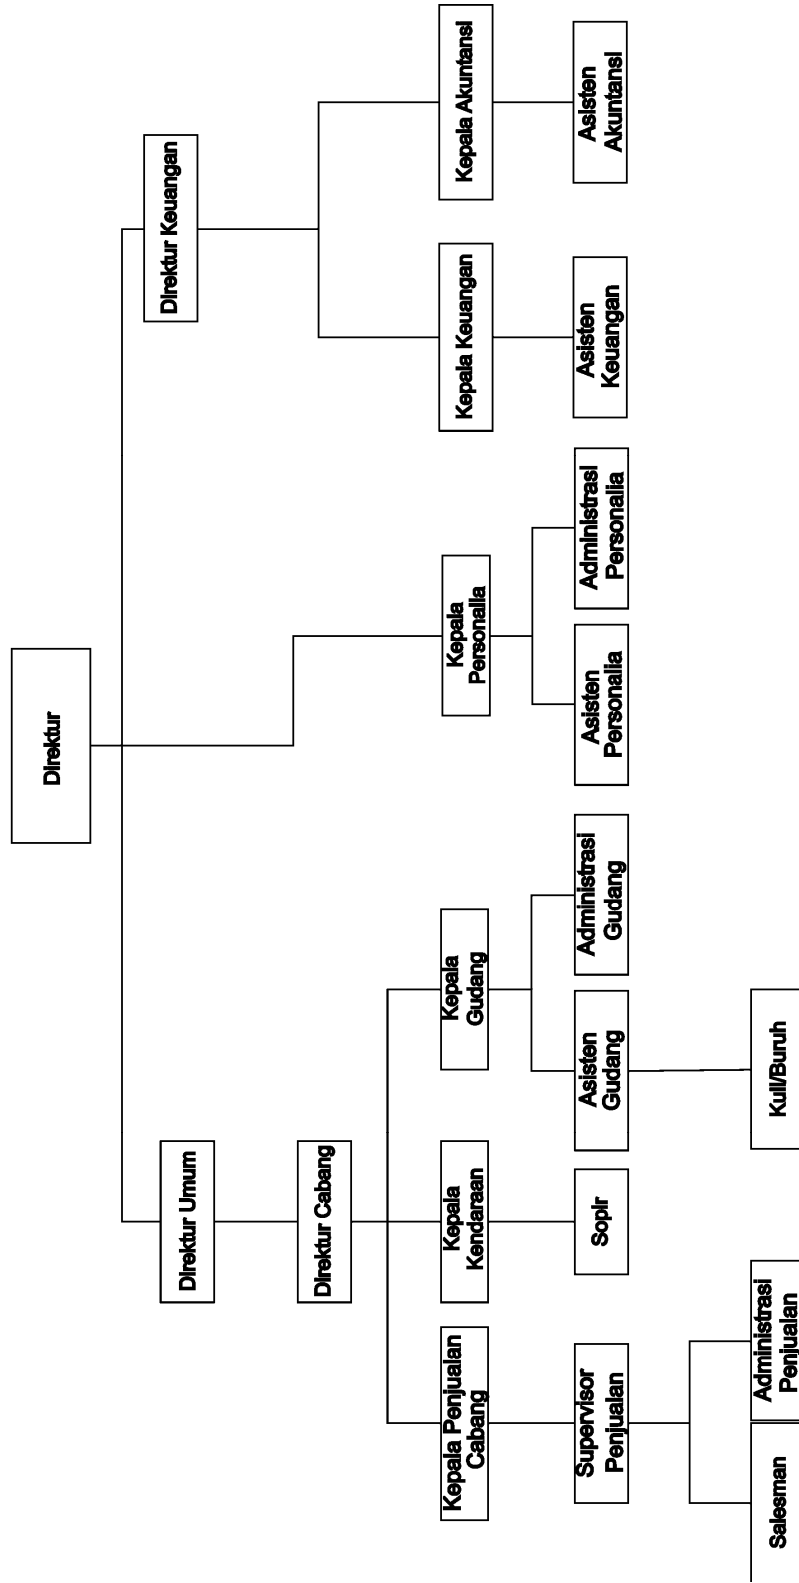 Direktur
Direktur Umum
Direktur Keuangan
Direktur Cabang
Kepala Penjualan
Cabang
Kepala
Kendaraan
Kepala
Gudang
Kepala
Personalia
Kepala Keuangan
Kepala Akuntansi
Supervisor
Penjualan
Sopir
Asisten
Gudang
Administrasi
Gudang
Asisten
Personalia
Administrasi
Personalia
Asisten
Keuangan
Asisten
Akuntansi
Salesman
Administrasi
Penjualan
Kuli/Buruh